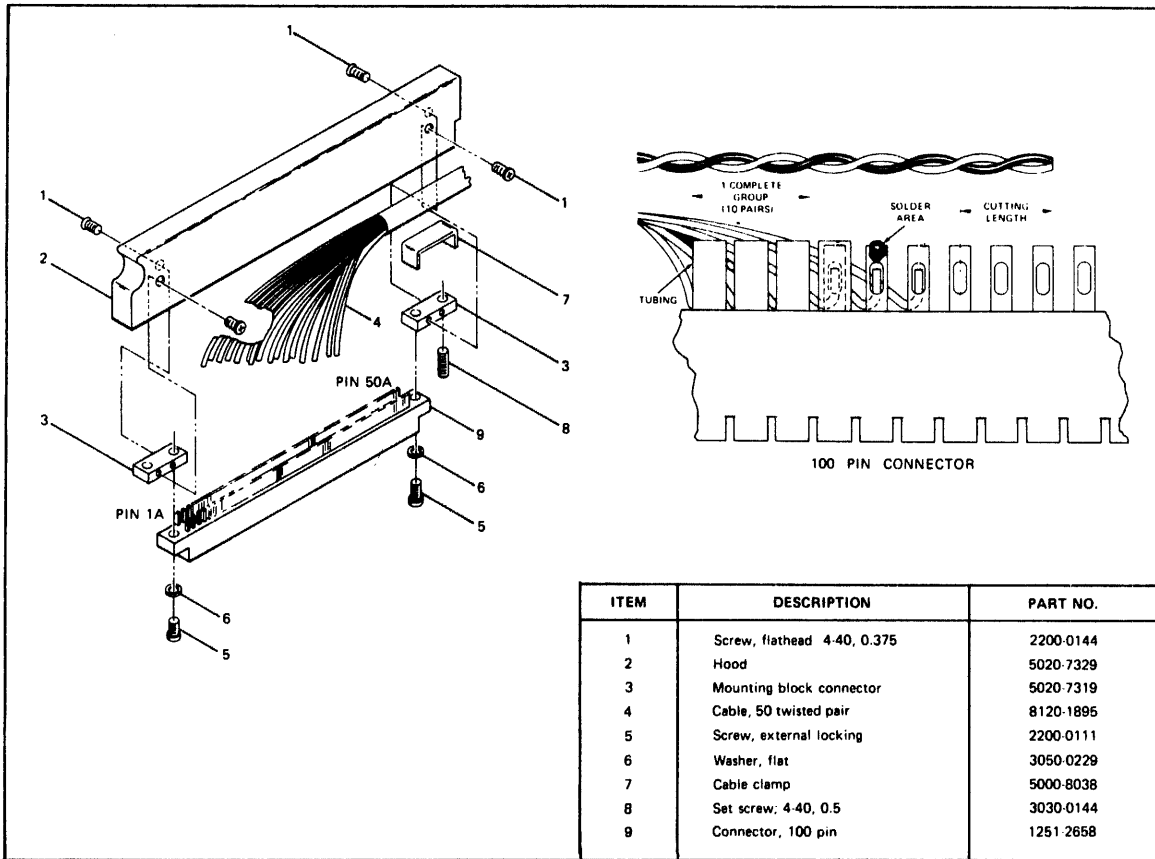 1
1
1
1
2
3
4
7
3
8
PIN 50A
9
6
5
PIN 1A
6
5
1 COMPLETE
GROUP
(10 PAIRS)
SOLDER
AREA
CUTTING
LENGTH
TUBING
100 PIN CONNECTOR
ITEM DESCRIPTION PART NO.
1 Screw, flathead 4-40, 0.375 2200-0144
2 Hood 5020-7329
3 Mounting block connector 5020-7319
4 Cable, 50 twisted pair 8120-1895
5 Screw, external locking 2200-0111
6 Washer, flat 3050-0229
7 Cable clamp 5000-8038
8 Set screw; 4-40, 0.5 3030-0144
9 Connector, 100 pin 1251-2658